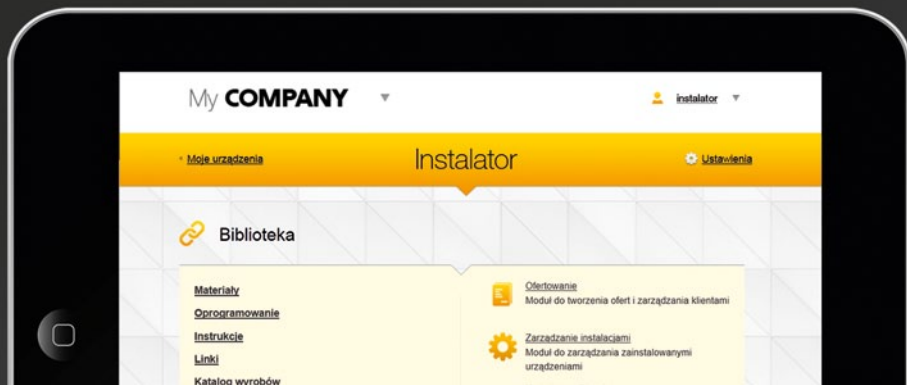 My COMPANY
instalator
Moje urządzenia
Instalator
Ustawienia
Biblioteka
Materiały
Oprogramowanie
Instrukcje
Linki
Katalog wyrobów
Ofertowanie
Moduł do tworzenia ofert i zarządzania klientami
Zarzadzanie instalacjami
Moduł do zarządzania zainstalowanymi
urządzeniami